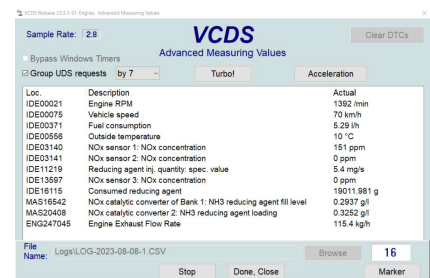 VCDS Release 23.3.1-01-Engine, Advanced Measuring Values
Sample Rate: 2.8
VCDS
Clear DTCs
Advanced Measuring Values
Bypass Windows Timers
Group UDS requests by 7 Turbo! Acceleration
Loc. Description Actual
IDE00021 Engine RPM 1392 /min
IDE00075 Vehicle speed 70 km/h
IDE00371 Fuel consumption 5.29 l/h
IDE00556 Outside temperature 10 °C
IDE03140 NOx sensor 1: NOx concentration 151 ppm
IDE03141 NOx sensor 2: NOx concentration 0 ppm
IDE11219 Reducing agent inj. quantity: spec. value 5.4 mg/s
IDE13597 NOx sensor 3: NOx concentration 0 ppm
IDE16115 Consumed reducing agent 19011.981 g
MAS16542 NOx catalytic converter of Bank 1: NH3 reducing agent fill level 0.2937 g/l
MAS20408 NOx catalytic converter 2: NH3 reducing agent loading 0.3252 g/l
ENG247045 Engine Exhaust Flow Rate 115.4 kg/h
File Name: Logs\LOG-2023-08-08-1.CSV Browse 16
Stop Done, Close Marker